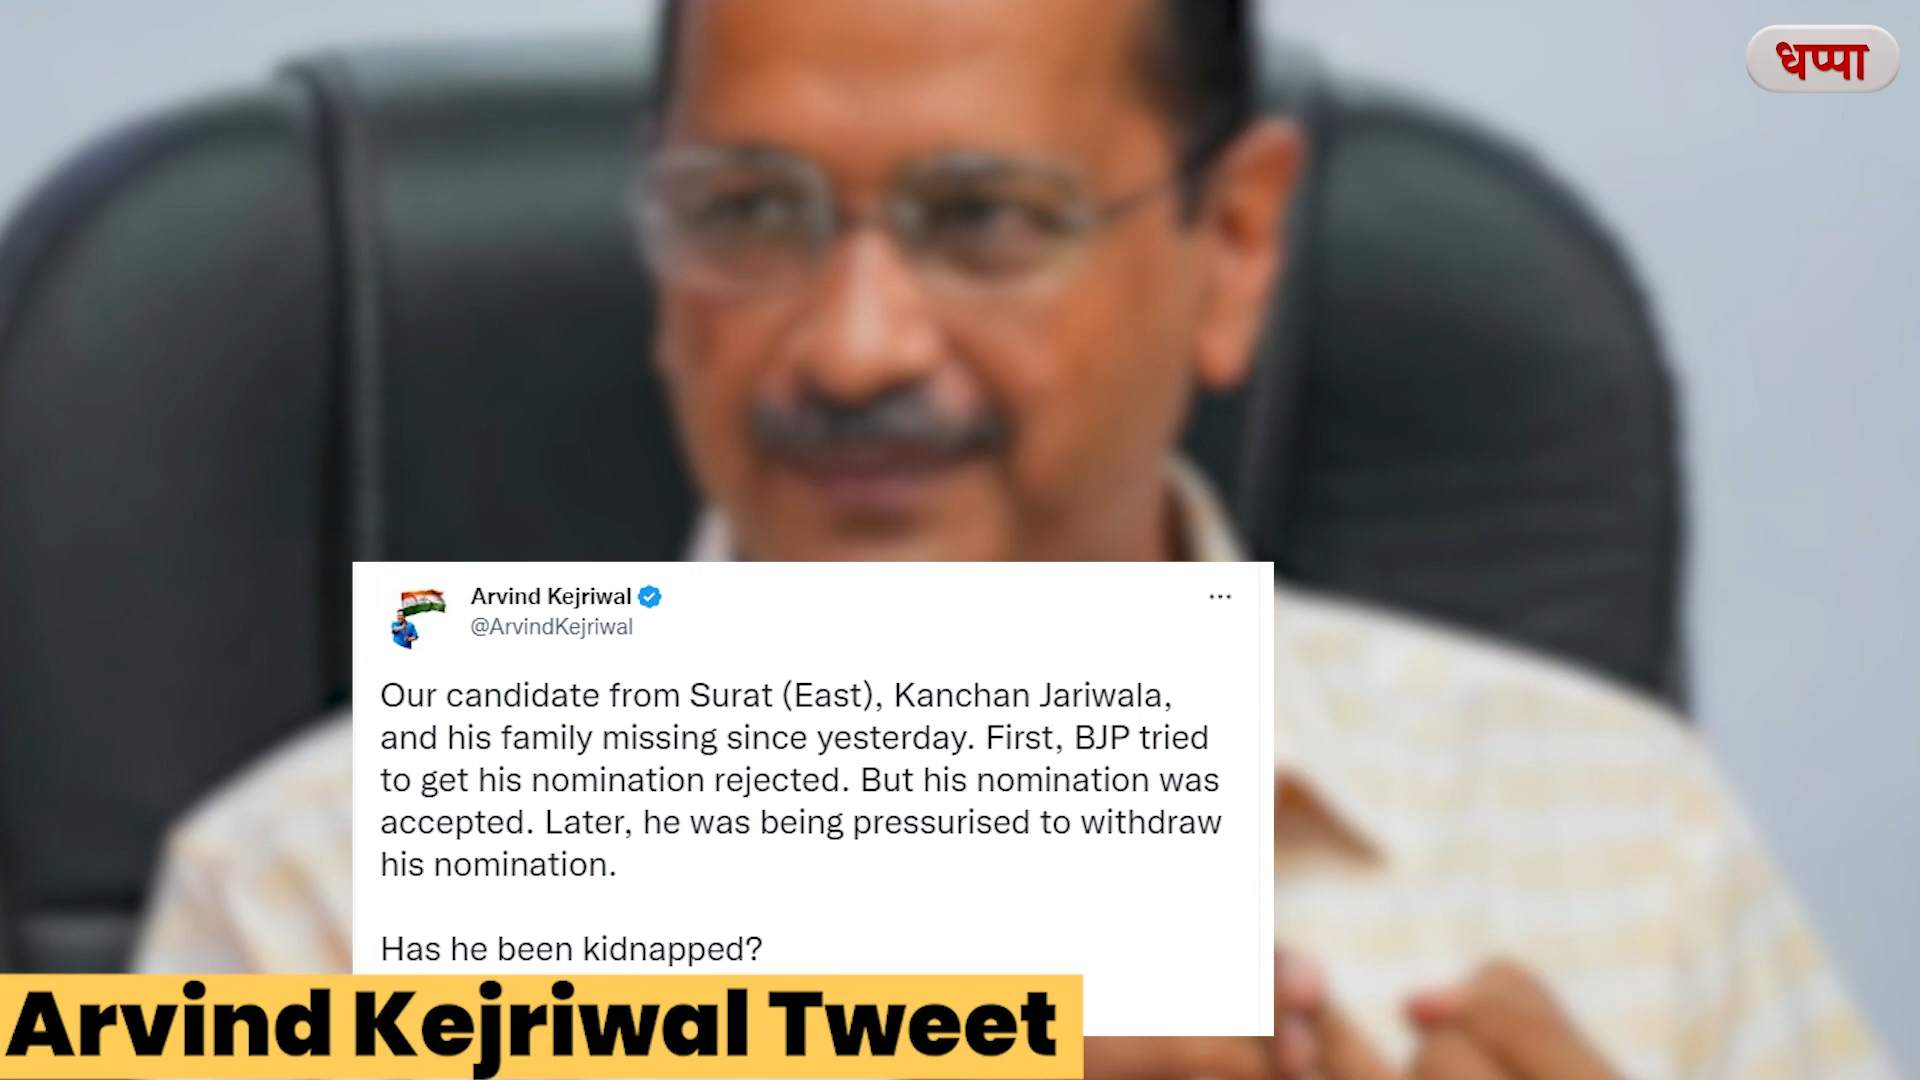 धप्पा
Arvind Kejriwal
@ArvindKejriwal
Our candidate from Surat (East), Kanchan Jariwala,
and his family missing since yesterday. First, BJP tried
to get his nomination rejected. But his nomination was
accepted. Later, he was being pressurised to withdraw
his nomination.
Has he been kidnapped?
Arvind Kejriwal Tweet